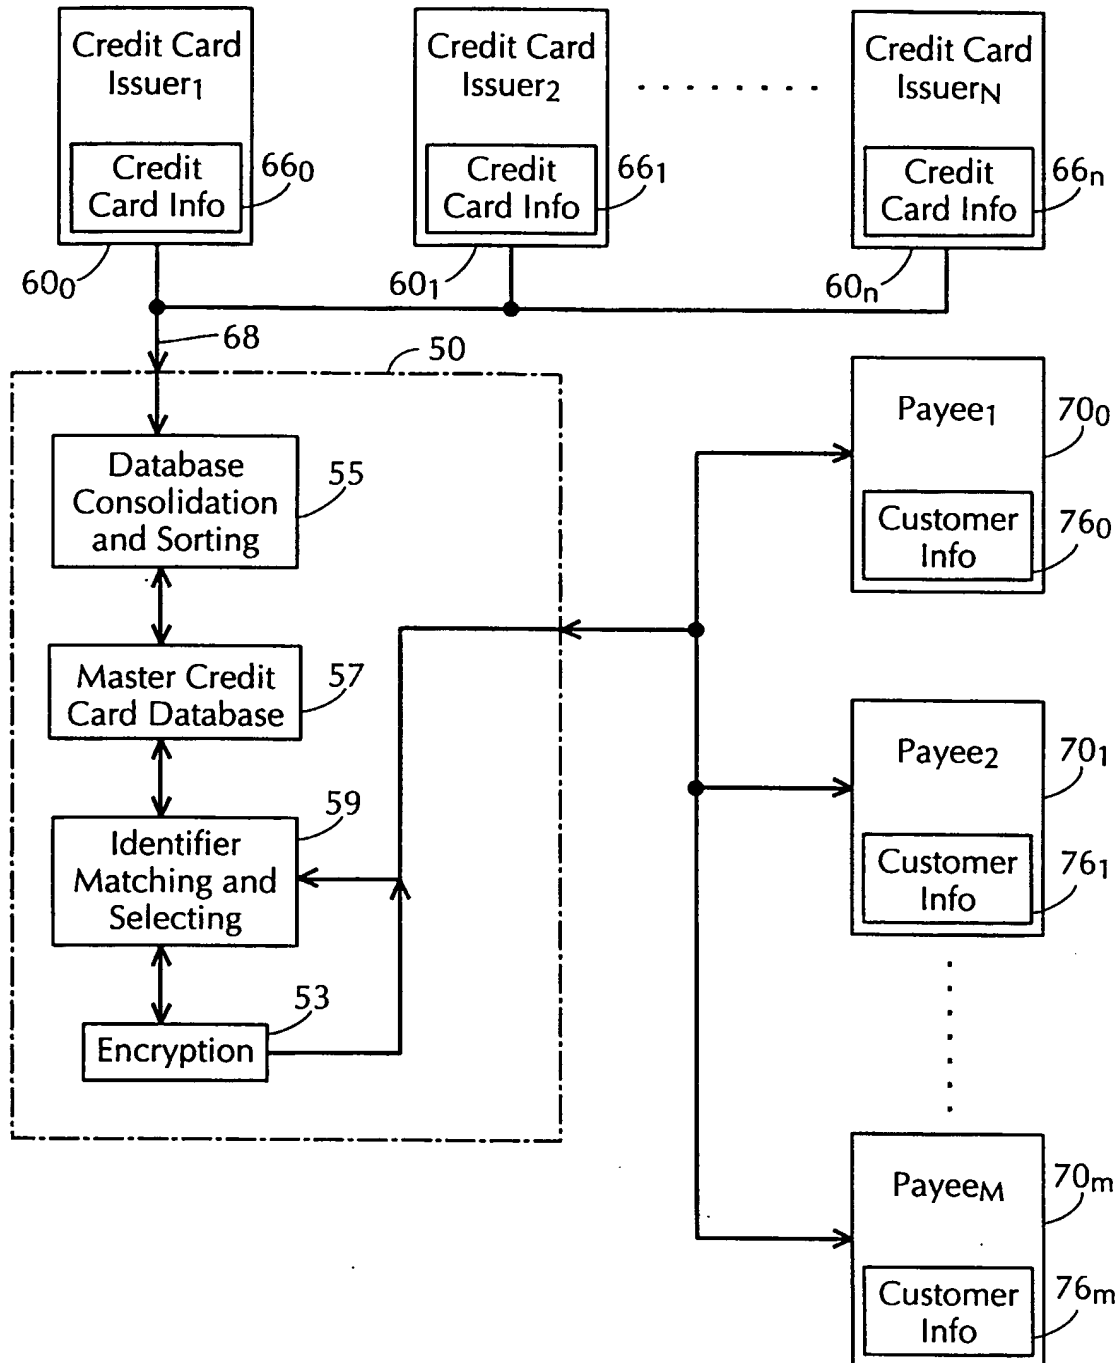 Credit Card
Issuer1
Credit
Card Info
660
600
Credit Card
Issuer2
Credit
Card Info
661
601
. . . . . . . .
Credit Card
IssuerN
Credit
Card Info
66n
60n
68
50
Database
Consolidation
and Sorting
55
Master Credit
Card Database
57
Identifier
Matching and
Selecting
59
Encryption
53
Payee1
700
Customer
Info
760
Payee2
701
Customer
Info
761
PayeeM
70m
Customer
Info
76m